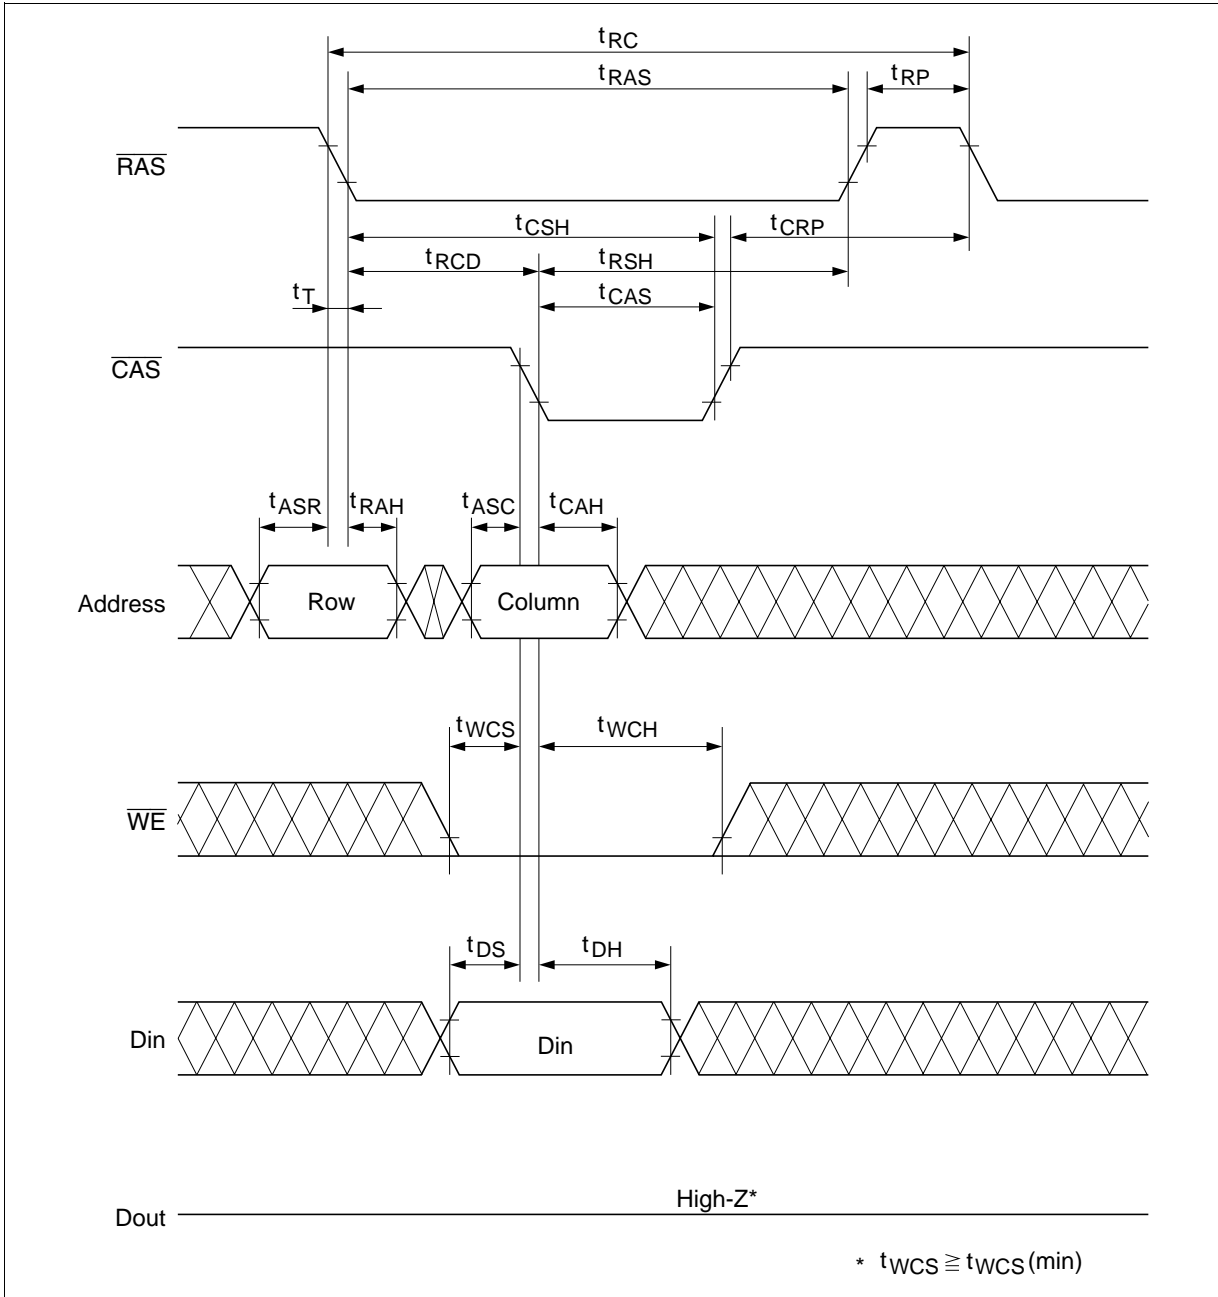 tRC
tRAS
tRP
RAS
tCSH
tCRP
tRCD
tRSH
tT
tCAS
CAS
tASR
tRAH
tASC
tCAH
Address
Row
Column
tWCS
tWCH
WE
tDS
tDH
Din
Din
High-Z*
Dout
* tWCS ≧ tWCS(min)